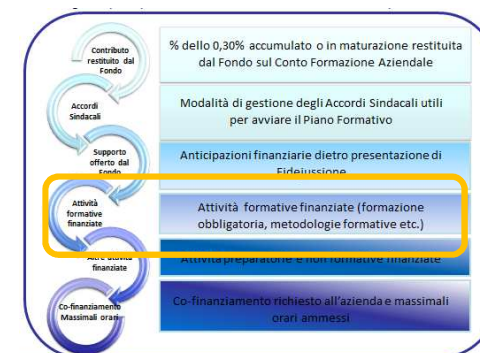 Contributo
restituito dal
Fondo
% dello 0,30% accumulato o in maturazione restituita
dal Fondo sul Conto Formazione Aziendale
Accordi
Sindacali
Modalità di gestione degli Accordi Sindacali utili
per avviare il Piano Formativo
Supporto
offerto dal
Fondo
Anticipazioni finanziarie dietro presentazione di
Fideiussione
Attività
formative
finanziate
Attività formative finanziate (formazione
obbligatoria, metodologie formative etc.)
Altre attività
finanziate
Attività preparatorie e non formative finanziate
Co-finanziamento
Massimali orari
Co-finanziamento richiesto all'azienda e massimali
orari ammessi